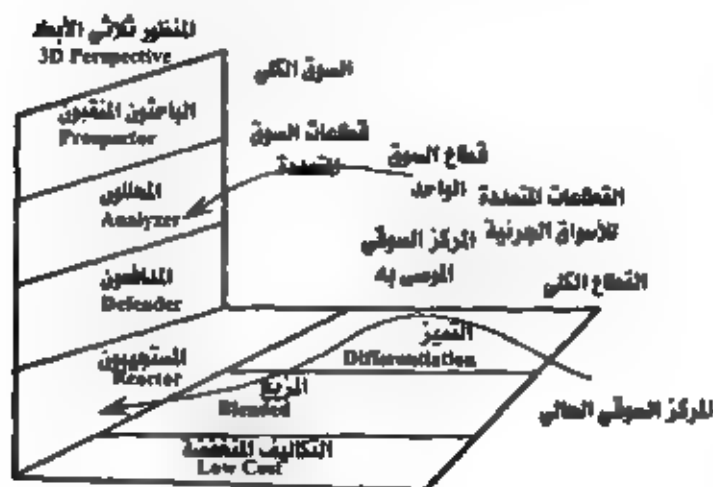 المنظور ثلاثي الأبعاد
3D Perspective
السوق الكلي
الباحثون المنقبون
Prospector
قطاعات السوق
المتعددة
قطاع السوق
الواحد
المحللون
Analyzer
القطاعات المتعددة
للأسواق الجزئية
المركز السوقي
الموصى به
المدافعون
Defender
القطاع الكلي
التميز
Differentiation
المستجيبون
Reactor
المزيج
Blended
المركز السوقي الحالي
التكاليف المنخفضة
Low Cost